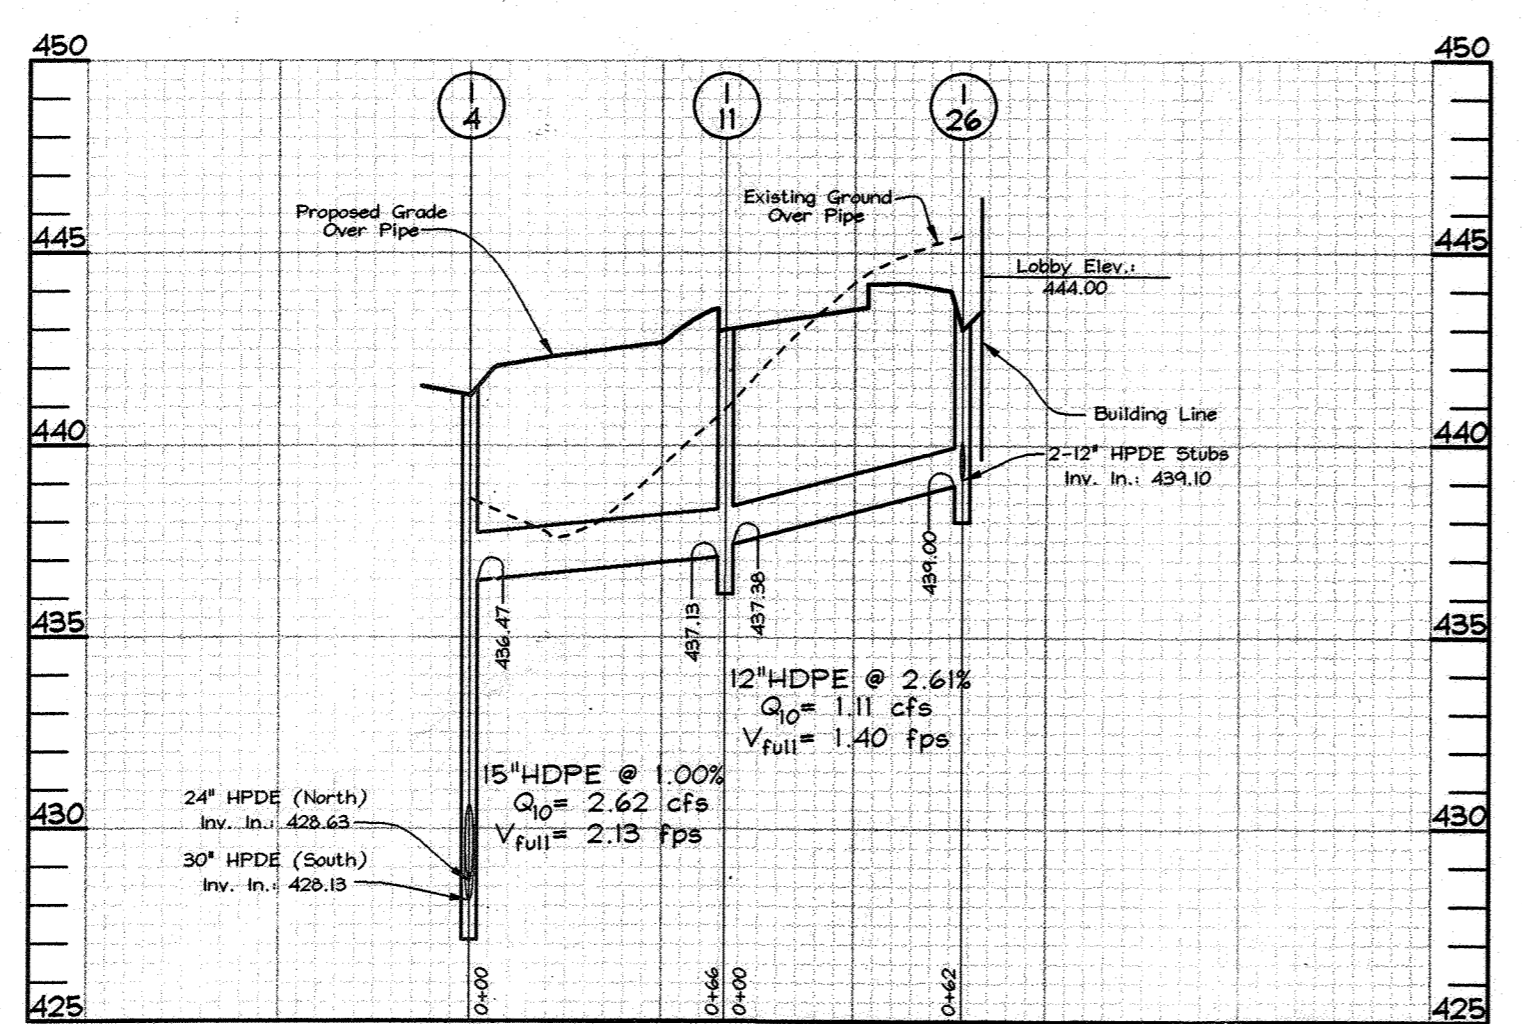 450
450
I
4
I
11
I
26
Proposed Grade
Over Pipe
Existing Ground
Over Pipe
445
445
Lobby Elev.:
444.00
Building Line
440
440
2-12" HPDE Stubs
Inv. In.: 439.10
436.47
437.13
437.38
439.00
435
435
12"HDPE @ 2.61%
Q10= 1.11 cfs
Vfull= 1.40 fps
15"HDPE @ 1.00%
Q10= 2.62 cfs
Vfull= 2.13 fps
24" HPDE (North)
Inv. In.: 428.63
30" HPDE (South)
Inv. In.: 428.13
430
430
0+00
0+66
0+00
0+62
425
425